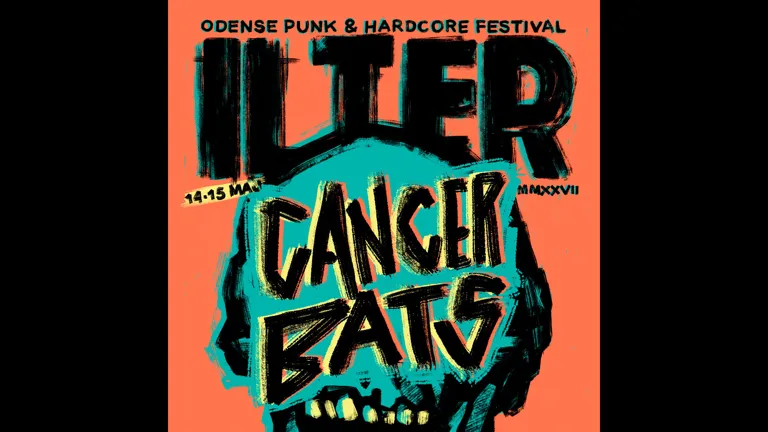 ODENSE PUNK & HARDCORE FESTIVAL
ILTER
14-15 MAJ
MMXXVII
CANCER
BATS